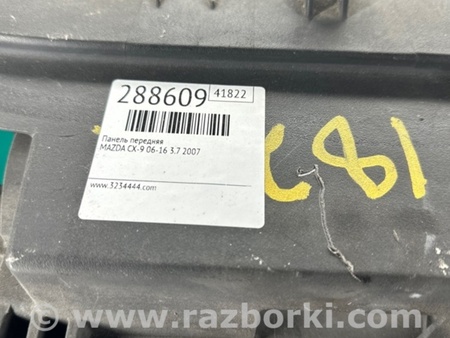 288609
41822
Панель передняя
MAZDA CX-9 06-16 3.7 2007
www.3234444.com
www.razborki.com